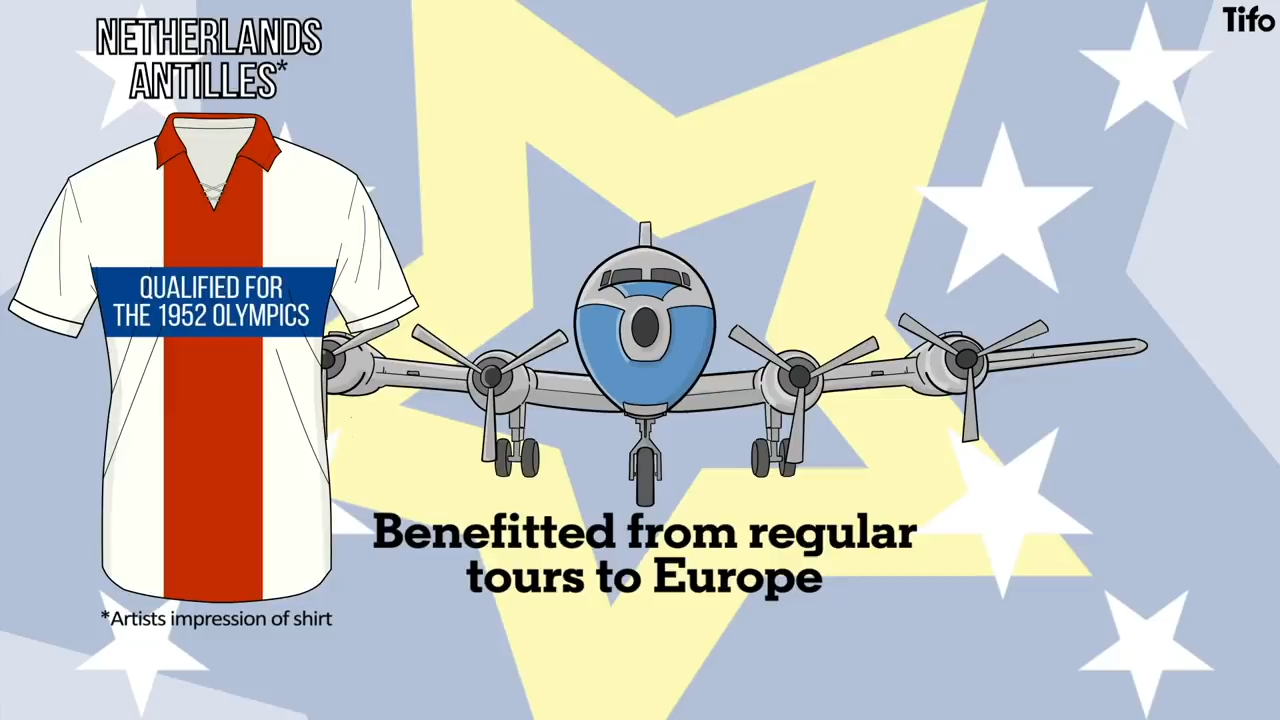 NETHERLANDS
ANTILLES*
Tifo
QUALIFIED FOR
THE 1952 OLYMPICS
Benefitted from regular
tours to Europe
*Artists impression of shirt